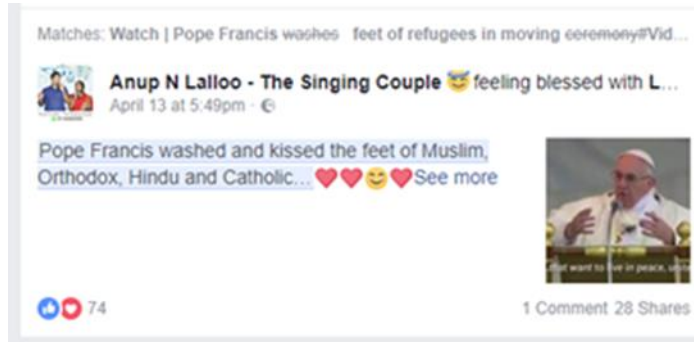 Matches: Watch | Pope Francis washes feet of refugees in moving ceremony#Vid...
Anup N Lalloo - The Singing Couple 😇 feeling blessed with L...
April 13 at 5:49pm ·
Pope Francis washed and kissed the feet of Muslim,
Orthodox, Hindu and Catholic... ❤️❤️😊❤️ See more
that want to live in peace,
74
1 Comment 28 Shares